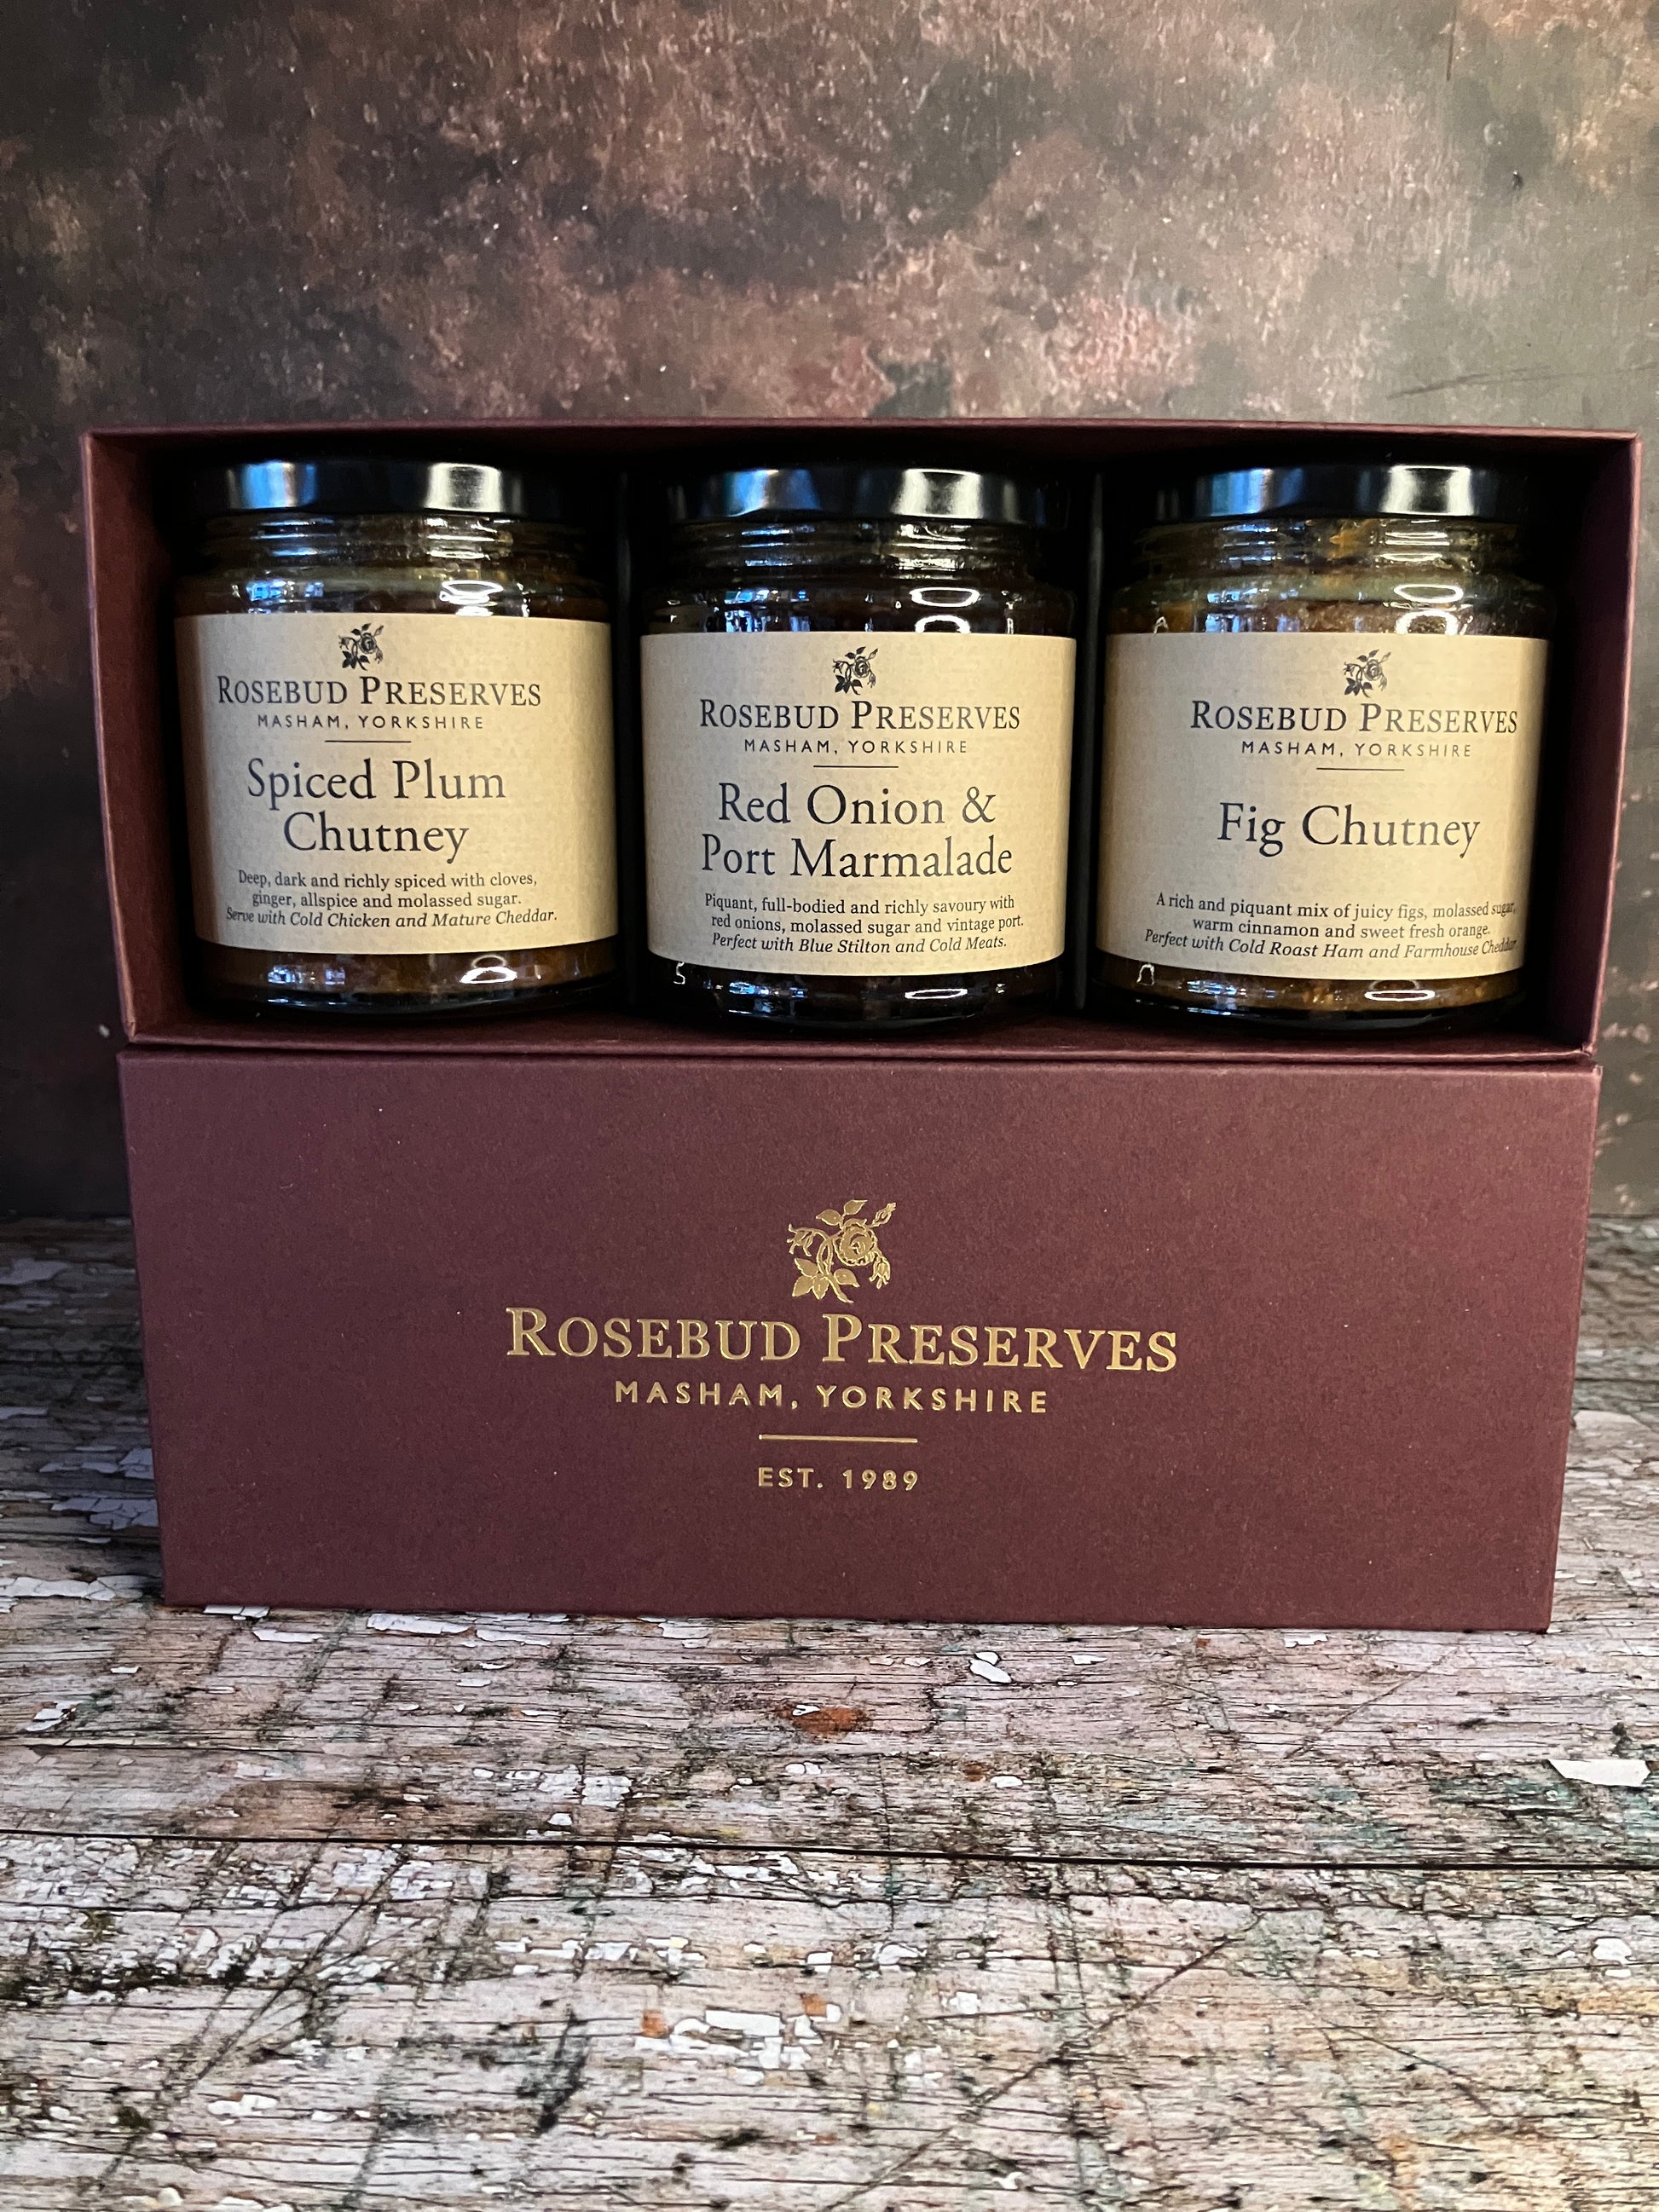 ROSEBUD PRESERVES
MASHAM, YORKSHIRE
Spiced Plum
Chutney
Deep, dark and richly spiced with cloves,
ginger, allspice and molassed sugar.
Serve with Cold Chicken and Mature Cheddar.
ROSEBUD PRESERVES
MASHAM, YORKSHIRE
Red Onion &
Port Marmalade
Piquant, full-bodied and richly savoury with
red onions, molassed sugar and vintage port.
Perfect with Blue Stilton and Cold Meats.
ROSEBUD PRESERVES
MASHAM, YORKSHIRE
Fig Chutney
A rich and piquant mix of juicy figs, molassed sugar,
warm cinnamon and sweet fresh orange.
Perfect with Cold Roast Ham and Farmhouse Cheddar.
ROSEBUD PRESERVES
MASHAM, YORKSHIRE
EST. 1989